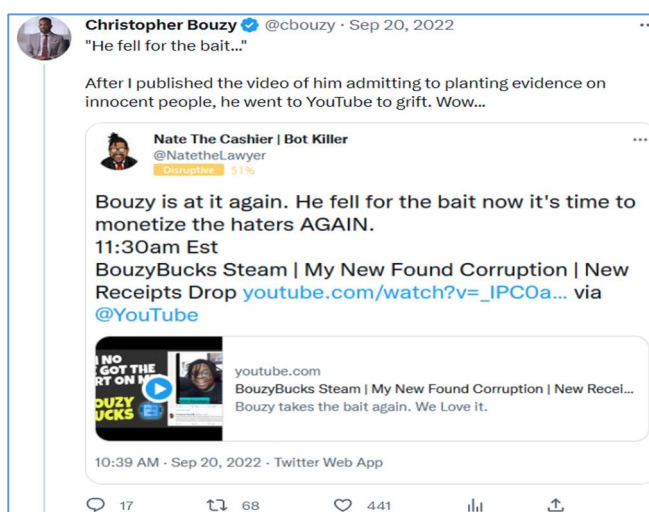 Christopher Bouzy @cbouzy · Sep 20, 2022
"He fell for the bait..."
After I published the video of him admitting to planting evidence on
innocent people, he went to YouTube to grift. Wow...
Nate The Cashier | Bot Killer
@NatetheLawyer
Disruptive 51%
Bouzy is at it again. He fell for the bait now it's time to
monetize the haters AGAIN.
11:30am Est
BouzyBucks Steam | My New Found Corruption | New
Receipts Drop youtube.com/watch?v=_IPC0a... via
@YouTube
NO
GOT THE
RT ON
OUZY
UCKS
youtube.com
BouzyBucks Steam | My New Found Corruption | New Recei...
Bouzy takes the bait again. We Love it.
10:39 AM · Sep 20, 2022 · Twitter Web App
17 68 441